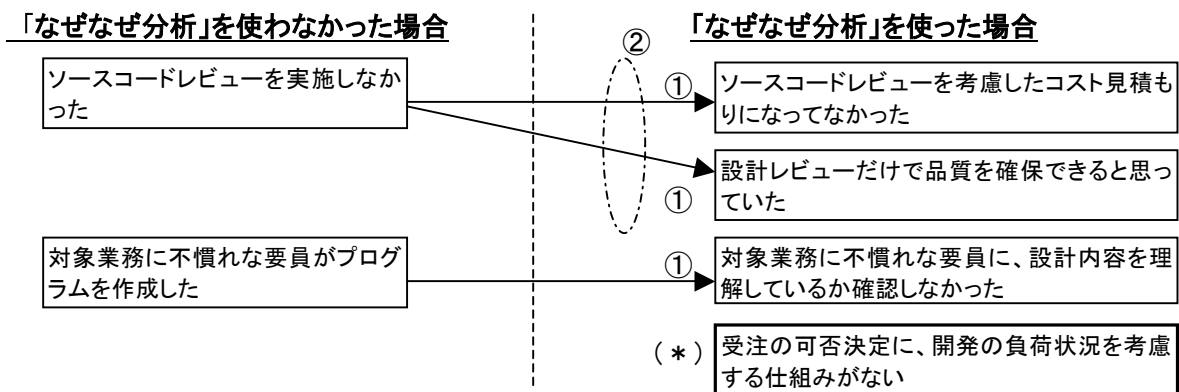 「なぜなぜ分析」を使わなかった場合
「なぜなぜ分析」を使った場合
②
ソースコードレビューを実施しなか
った
①
ソースコードレビューを考慮したコスト見積も
りになってなかった
①
設計レビューだけで品質を確保できると思っ
ていた
対象業務に不慣れな要員がプログ
ラムを作成した
①
対象業務に不慣れな要員に、設計内容を理
解しているか確認しなかった
(*)
受注の可否決定に、開発の負荷状況を考慮
する仕組みがない